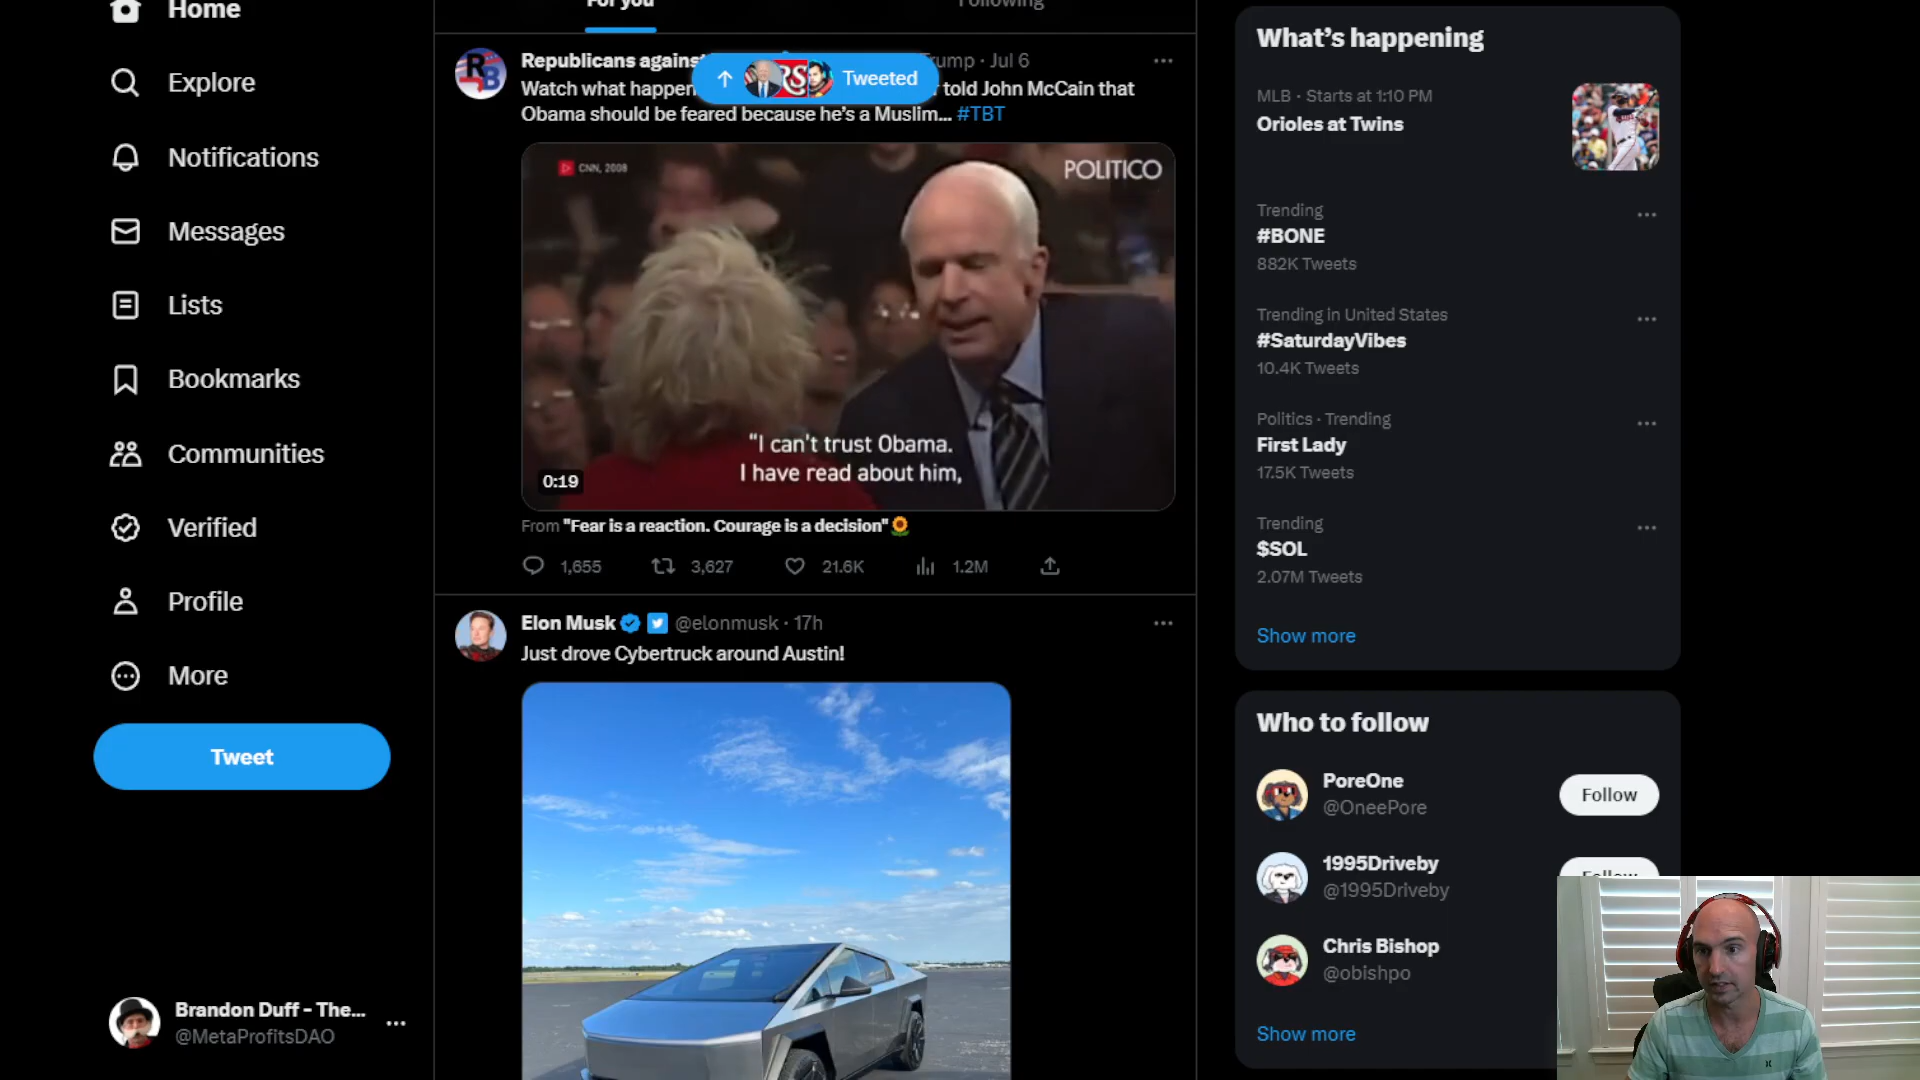 Home
Explore
Notifications
Messages
Lists
Bookmarks
Communities
Verified
Profile
More
Tweet
Brandon Duff - The...
@MetaProfitsDAO
For you
Following
Republicans against
Trump · Jul 6
Tweeted
Watch what happen
told John McCain that
Obama should be feared because he's a Muslim... #TBT
CNN, 2008
POLITICO
"I can't trust Obama.
I have read about him,
0:19
From "Fear is a reaction. Courage is a decision"🌻
1,655 3,627 21.6K 1.2M
Elon Musk @elonmusk · 17h
Just drove Cybertruck around Austin!
What's happening
MLB · Starts at 1:10 PM
Orioles at Twins
Trending
#BONE
882K Tweets
Trending in United States
#SaturdayVibes
10.4K Tweets
Politics · Trending
First Lady
17.5K Tweets
Trending
$SOL
2.07M Tweets
Show more
Who to follow
PoreOne
@OneePore
Follow
1995Driveby
@1995Driveby
Follow
Chris Bishop
@obishpo
Show more